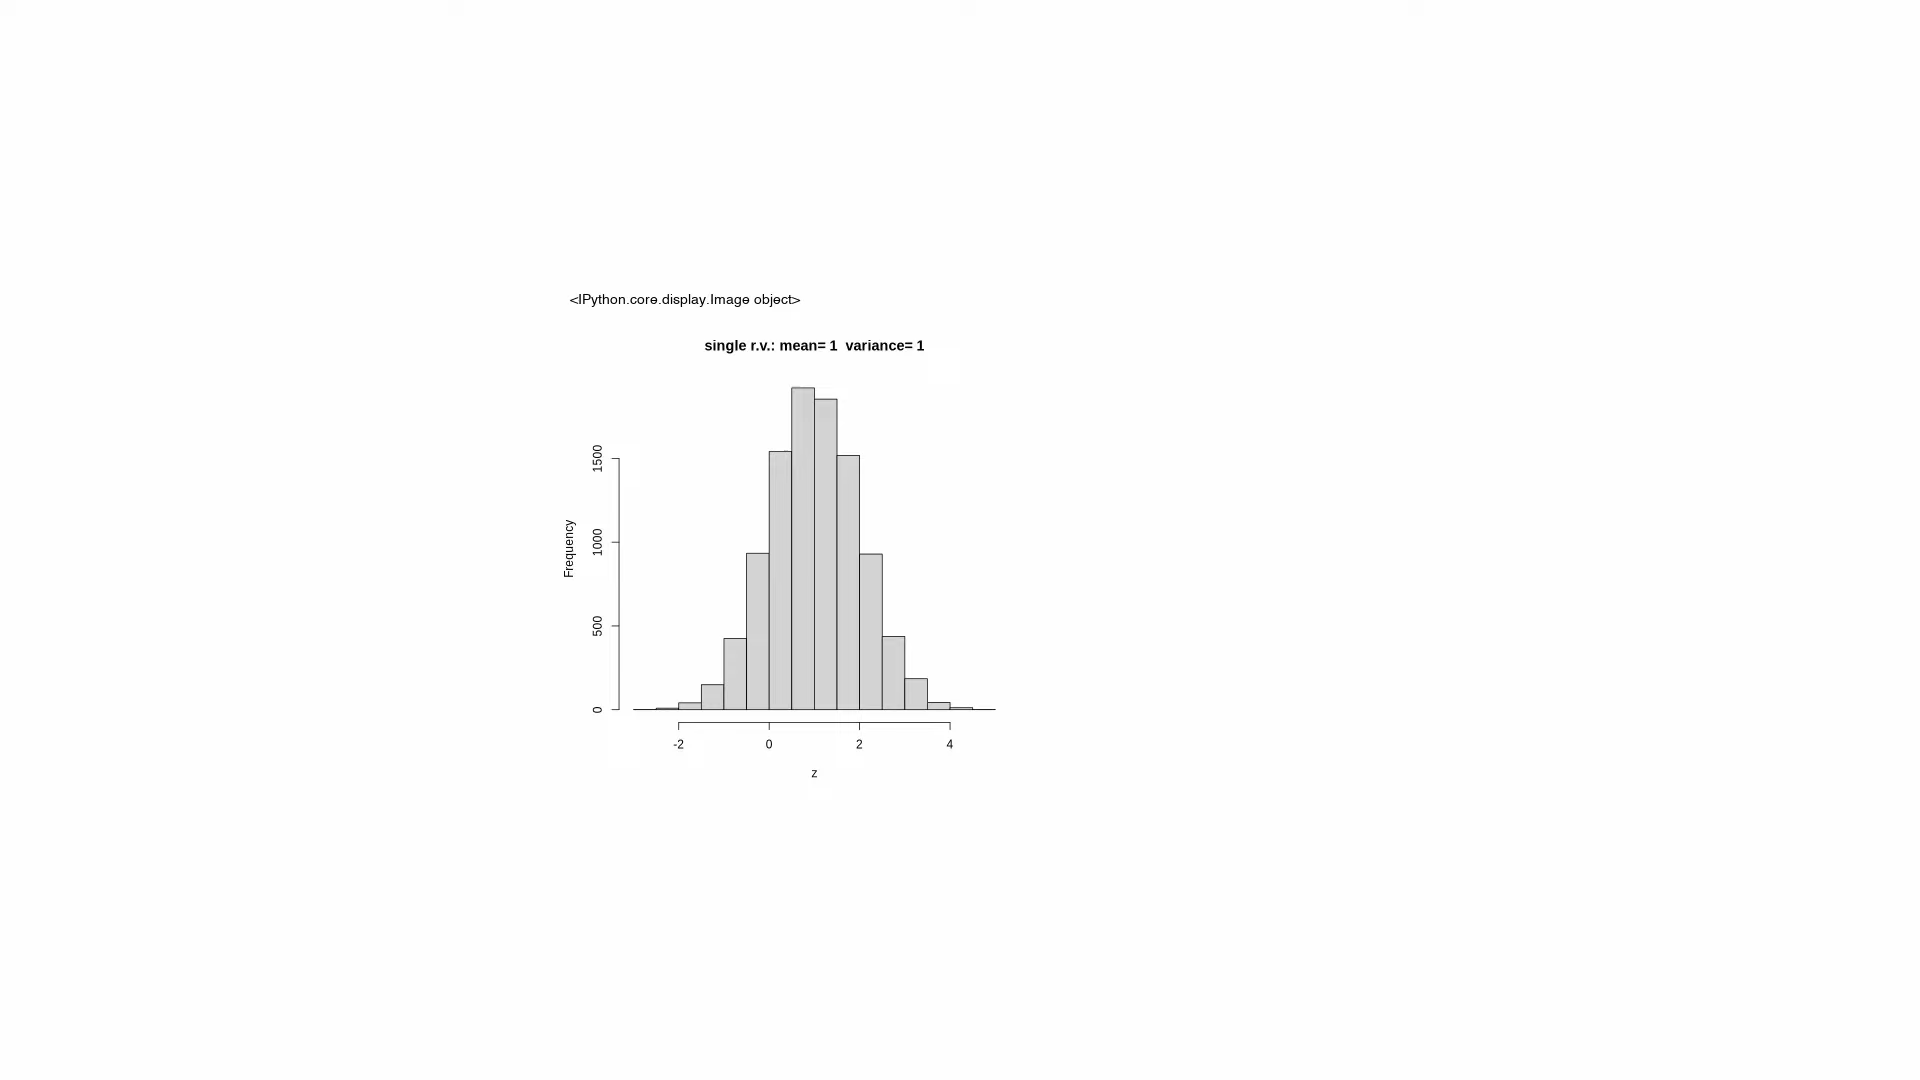 <IPython.core.display.Image object>
single r.v.: mean= 1  variance= 1
Frequency
1500
1000
500
0
-2 0 2 4
z